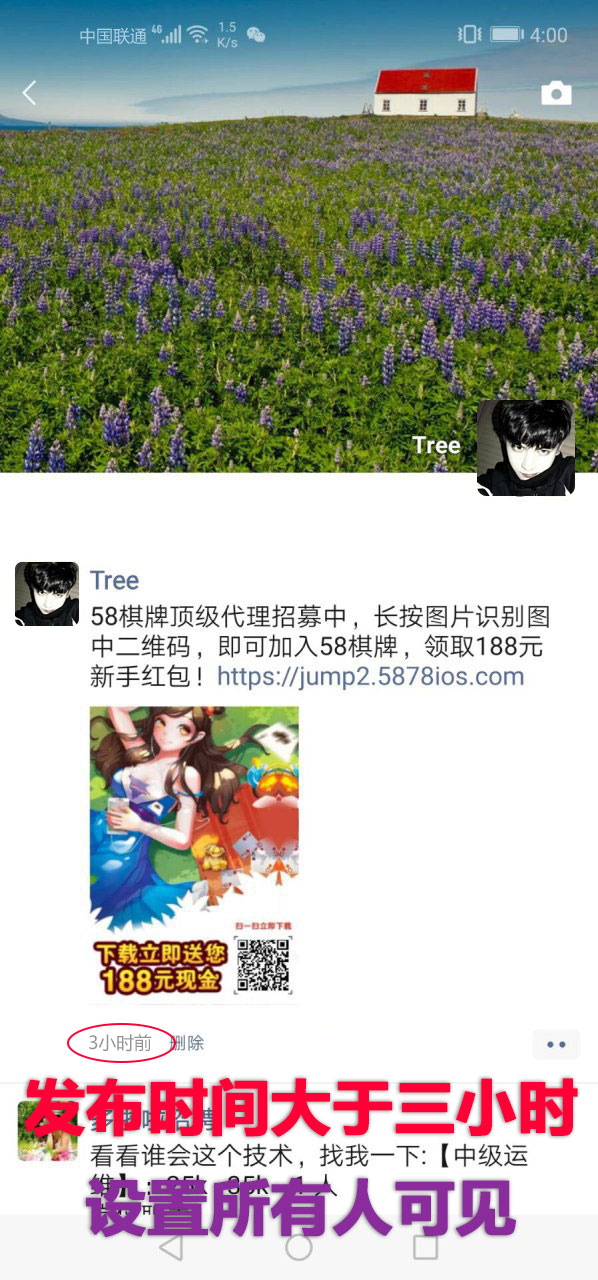 中国联通 4G 1.5 K/s 4:00
Tree
Tree
58棋牌顶级代理招募中，长按图片识别图
中二维码，即可加入58棋牌，领取188元
新手红包！https://jump2.5878ios.com
扫一扫立即下载
下载立即送您
188元现金
3小时前 删除
发布时间大于三小时
看看谁会这个技术，找我一下:【中级运
设置所有人可见